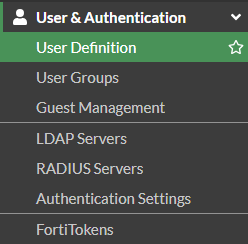 User & Authentication
User Definition
User Groups
Guest Management
LDAP Servers
RADIUS Servers
Authentication Settings
FortiTokens